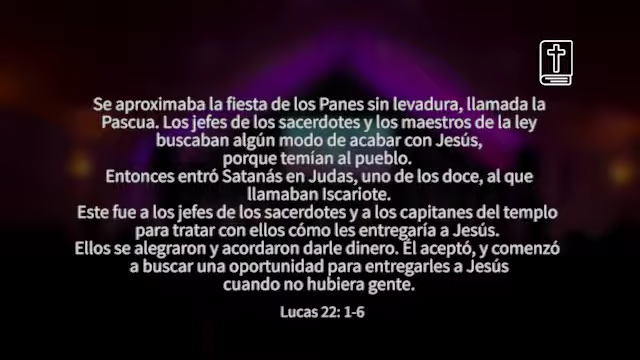 Se aproximaba la fiesta de los Panes sin levadura, llamada la
Pascua. Los jefes de los sacerdotes y los maestros de la ley
buscaban algún modo de acabar con Jesús,
porque temían al pueblo.
Entonces entró Satanás en Judas, uno de los doce, al que
llamaban Iscariote.
Este fue a los jefes de los sacerdotes y a los capitanes del templo
para tratar con ellos cómo les entregaría a Jesús.
Ellos se alegraron y acordaron darle dinero. Él aceptó, y comenzó
a buscar una oportunidad para entregarles a Jesús
cuando no hubiera gente.
Lucas 22: 1-6